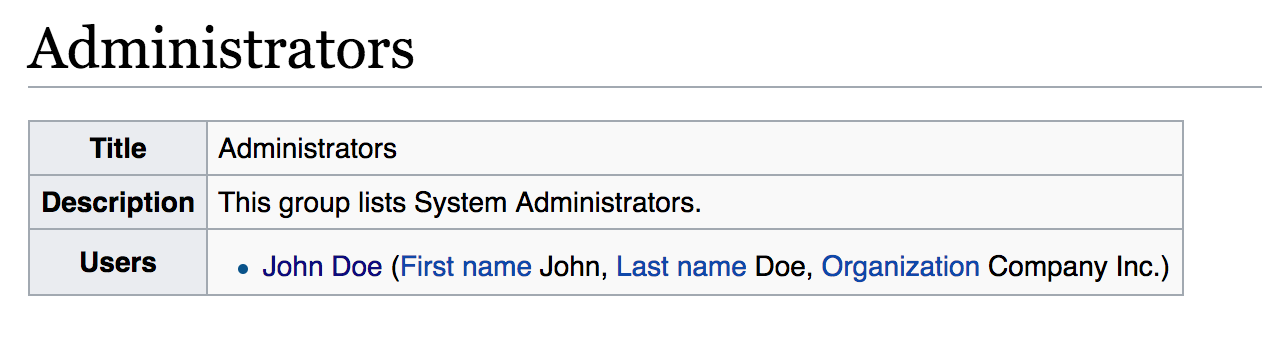 Administrators
Title Administrators
Description This group lists System Administrators.
Users • John Doe (First name John, Last name Doe, Organization Company Inc.)